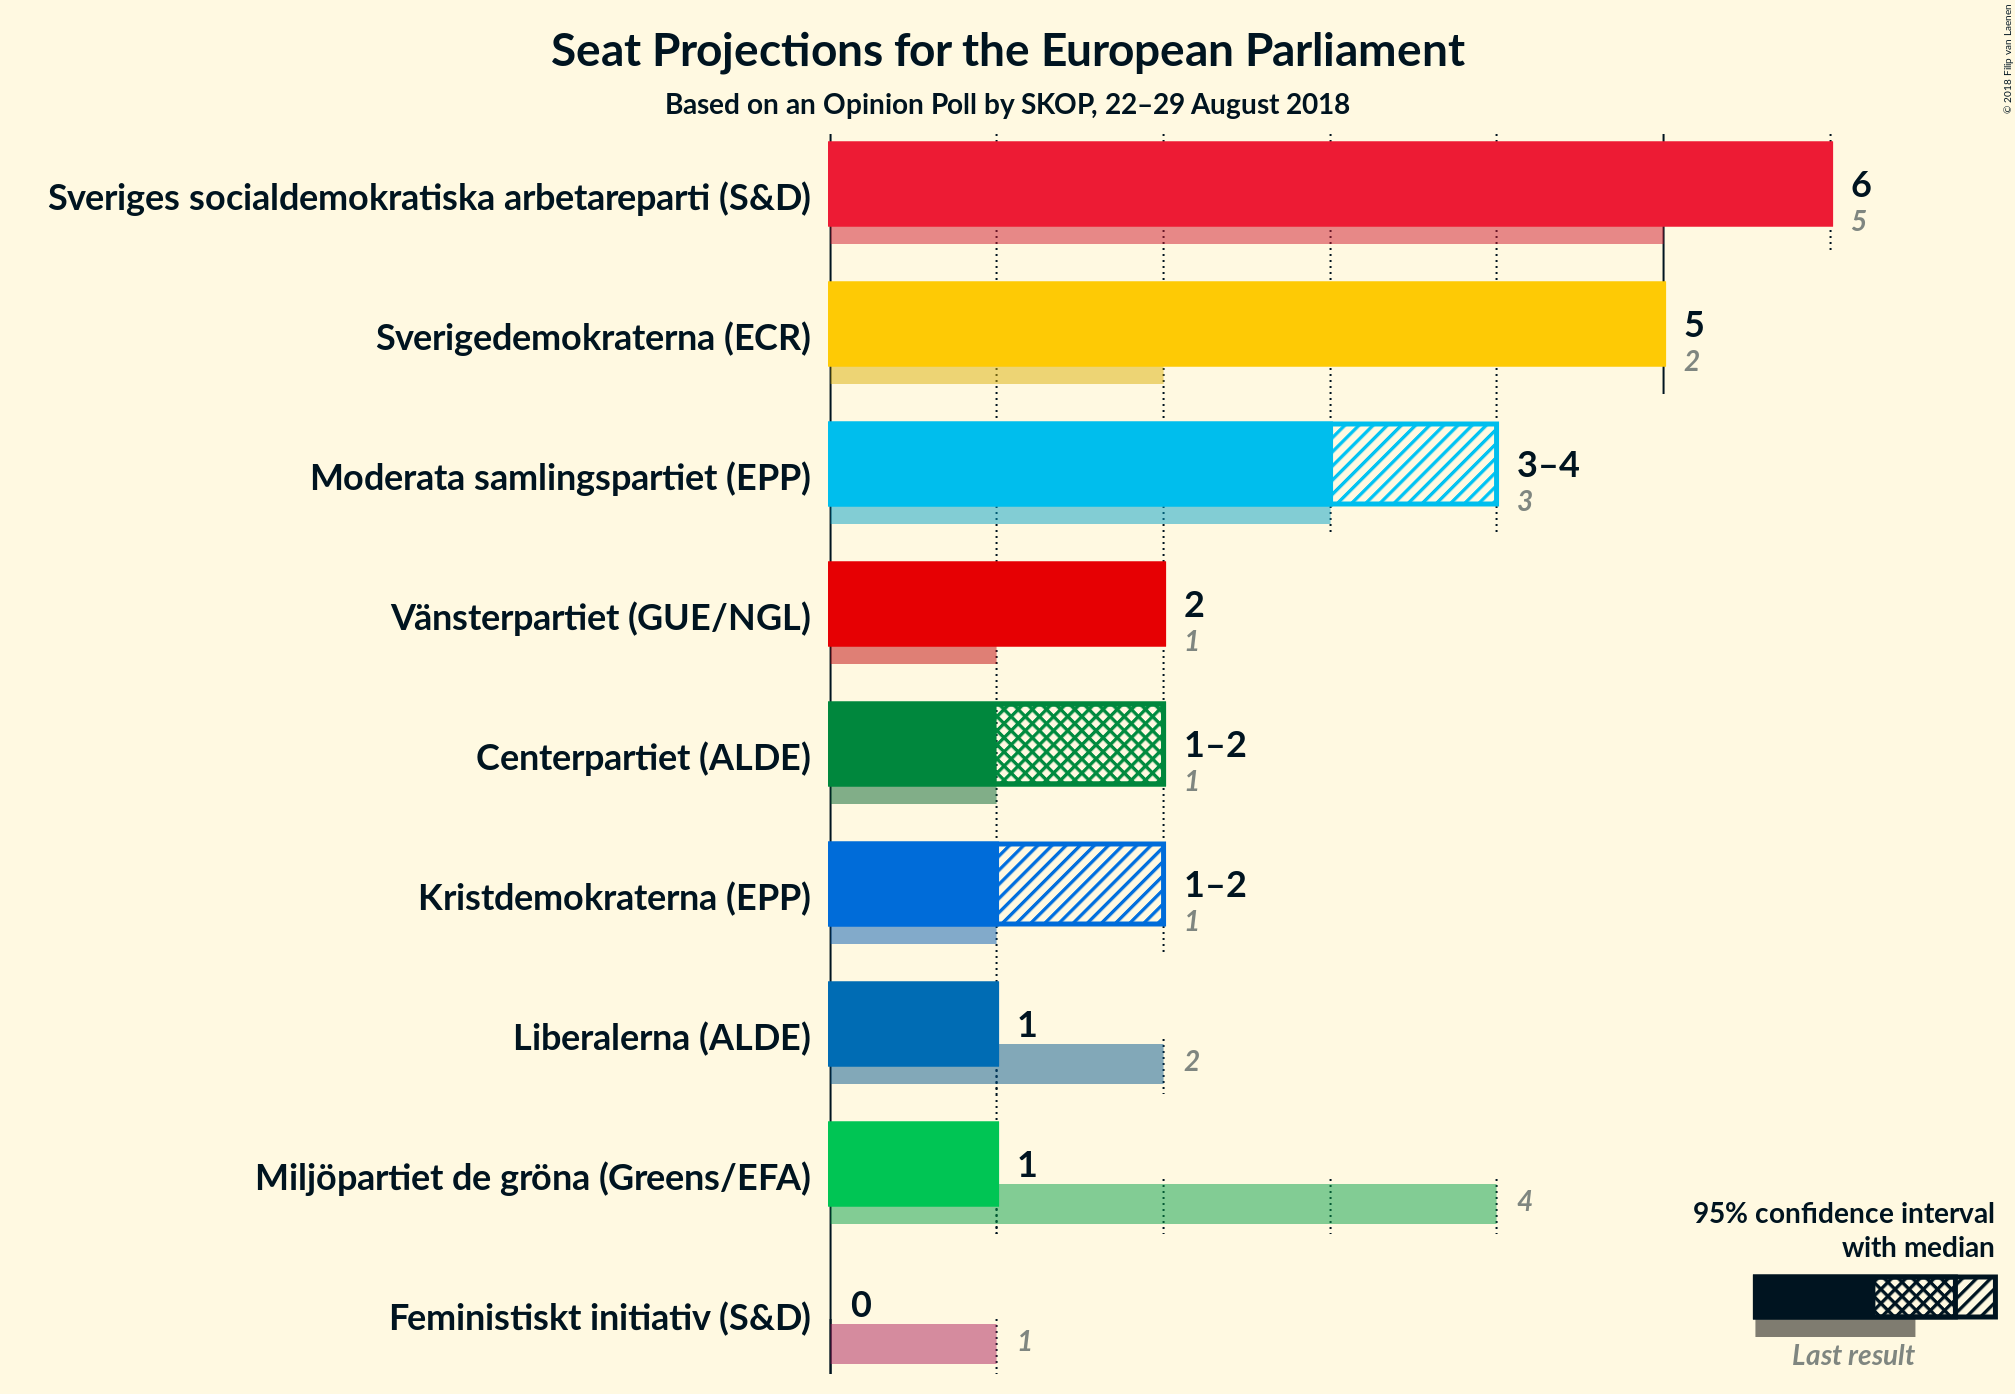 Seat Projections for the European Parliament
Based on an Opinion Poll by SKOP, 22–29 August 2018
© 2018 Filip van Laenen
Sveriges socialdemokratiska arbetareparti (S&D)
6
5
Sverigedemokraterna (ECR)
5
2
Moderata samlingspartiet (EPP)
3–4
3
Vänsterpartiet (GUE/NGL)
2
1
Centerpartiet (ALDE)
1–2
1
Kristdemokraterna (EPP)
1–2
1
Liberalerna (ALDE)
1
2
Miljöpartiet de gröna (Greens/EFA)
1
4
Feministiskt initiativ (S&D)
0
1
95% confidence interval
with median
Last result